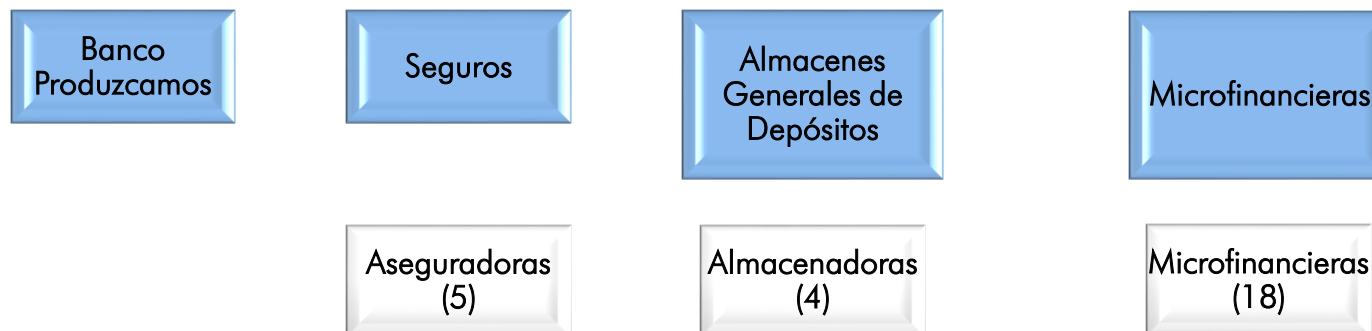 Banco
Produzcamos
Seguros
Almacenes
Generales de
Depósitos
Microfinancieras
Aseguradoras
(5)
Almacenadoras
(4)
Microfinancieras
(18)